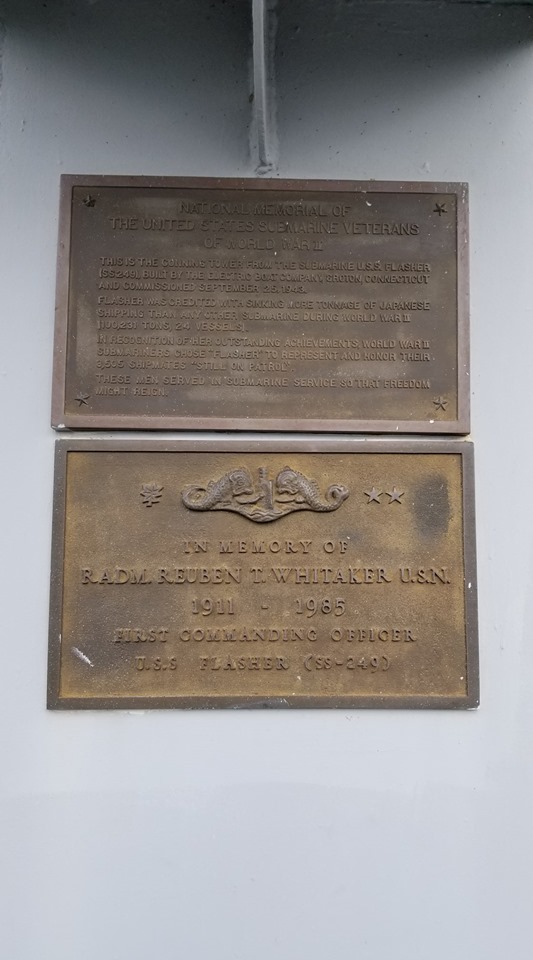 NATIONAL MEMORIAL OF
THE UNITED STATES SUBMARINE VETERANS
OF WORLD WAR II
THIS IS THE CONNING TOWER FROM THE SUBMARINE U.S.S. FLASHER
(SS-249), BUILT BY THE ELECTRIC BOAT COMPANY, GROTON, CONNECTICUT
AND COMMISSIONED SEPTEMBER 25, 1943.
FLASHER WAS CREDITED WITH SINKING MORE TONNAGE OF JAPANESE
SHIPPING THAN ANY OTHER SUBMARINE DURING WORLD WAR II
(100,231 TONS, 24 VESSELS).
IN RECOGNITION OF HER OUTSTANDING ACHIEVEMENTS, WORLD WAR II
SUBMARINERS CHOSE "FLASHER" TO REPRESENT AND HONOR THEIR
3,505 SHIPMATES "STILL ON PATROL".
THESE MEN SERVED IN SUBMARINE SERVICE SO THAT FREEDOM
MIGHT REIGN.
IN MEMORY OF
RADM. REUBEN T. WHITAKER U.S.N.
1911 - 1985
FIRST COMMANDING OFFICER
U.S.S FLASHER (SS-249)